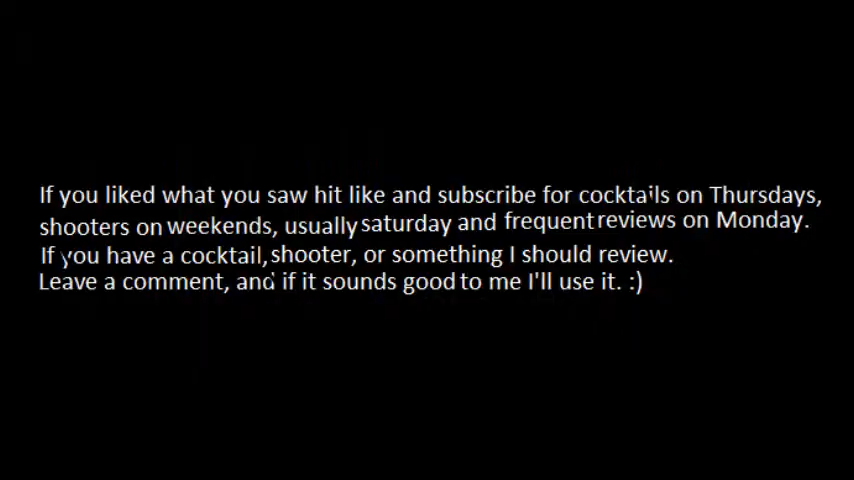 If you liked what you saw hit like and subscribe for cocktails on Thursdays,
shooters on weekends, usually saturday and frequent reviews on Monday.
If you have a cocktail, shooter, or something I should review.
Leave a comment, and if it sounds good to me I'll use it. :)